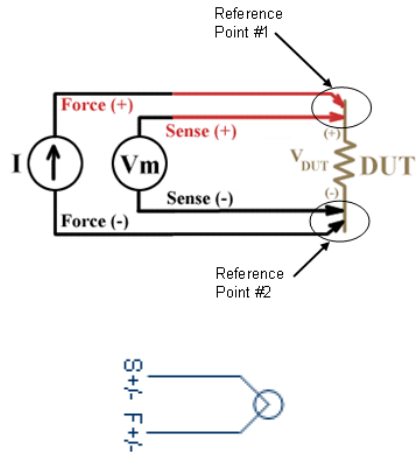 Reference
Point #1
Force (+)
Sense (+)
(+)
I
Vm
VDUT
DUT
(-)
Sense (-)
Force (-)
Reference
Point #2
S+/-
F+/-